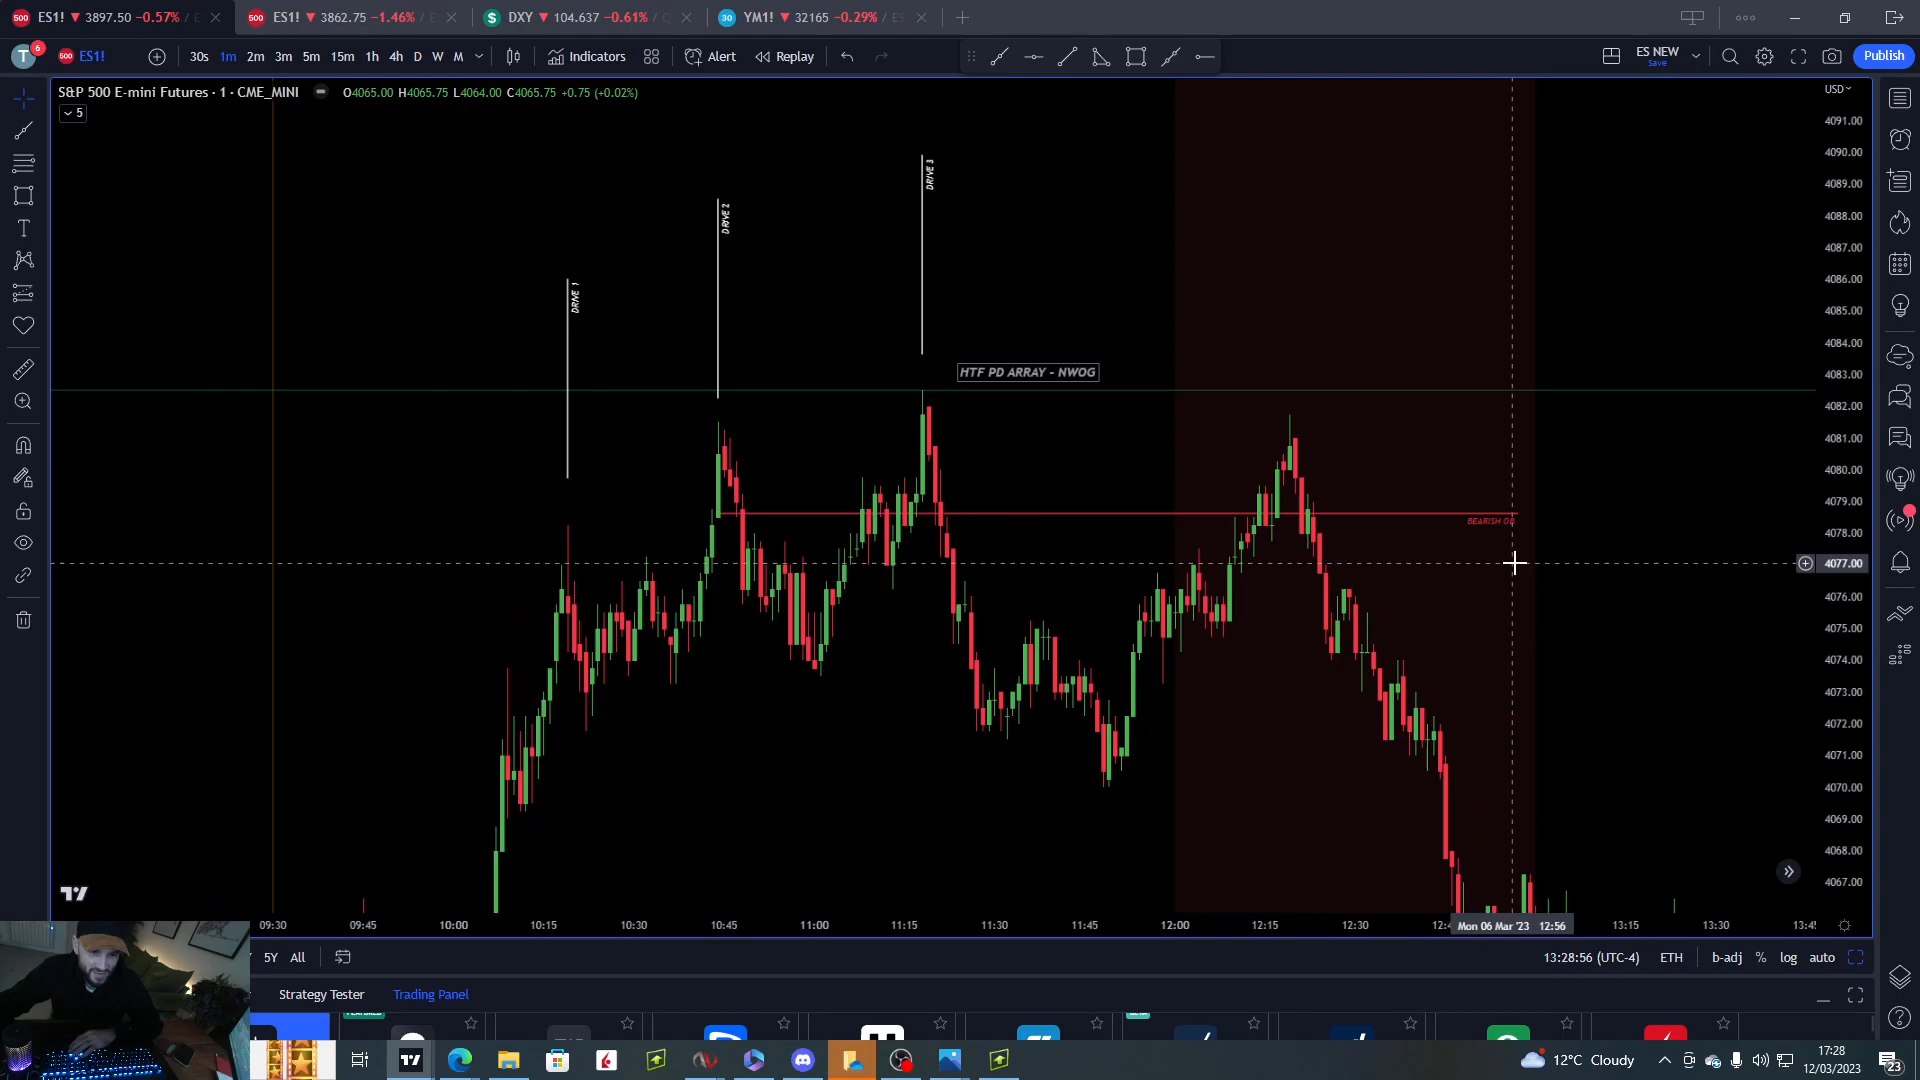 ES1! ▼ 3897.50 −0.57% / E
ES1! ▼ 3862.75 −1.46% / E
DXY ▼ 104.637 −0.61% /
YM1! ▼ 32165 −0.29% / ES
T 6 500 ES1! 30s 1m 2m 3m 5m 15m 1h 4h D W M Indicators Alert Replay
ES NEW
Save
Publish
S&P 500 E-mini Futures · 1 · CME_MINI O4065.00 H4065.75 L4064.00 C4065.75 +0.75 (+0.02%)
5
USD
4091.00
4090.00
4089.00
4088.00
4087.00
4086.00
4085.00
4084.00
4083.00
4082.00
4081.00
4080.00
4079.00
4078.00
4077.00
4076.00
4075.00
4074.00
4073.00
4072.00
4071.00
4070.00
4069.00
4068.00
4067.00
DRIVE 1
DRIVE 2
DRIVE 3
HTF PD ARRAY - NWOG
BEARISH OB
09:30 09:45 10:00 10:15 10:30 10:45 11:00 11:15 11:30 11:45 12:00 12:15 12:30 Mon 06 Mar '23 12:56 13:15 13:30
5Y All
13:28:56 (UTC-4) ETH b-adj % log auto
Strategy Tester Trading Panel
12°C Cloudy
17:28
12/03/2023
23